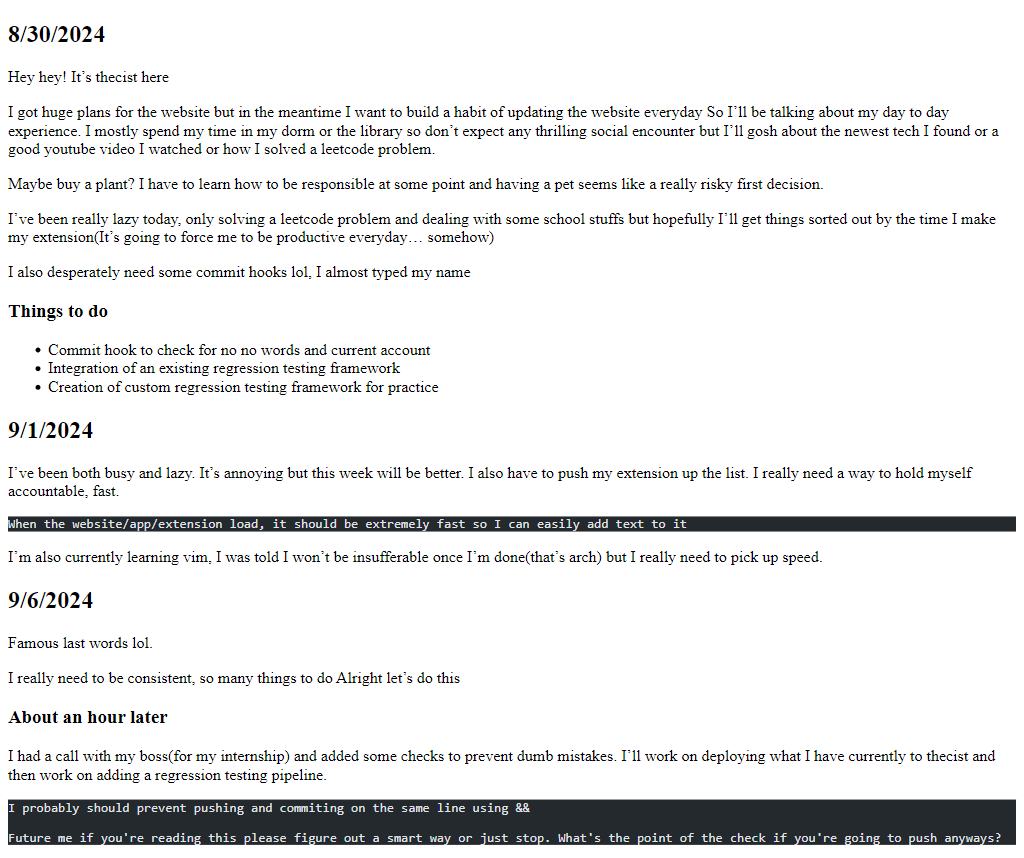 8/30/2024
Hey hey! It’s thecist here
I got huge plans for the website but in the meantime I want to build a habit of updating the website everyday So I’ll be talking about my day to day
experience. I mostly spend my time in my dorm or the library so don’t expect any thrilling social encounter but I’ll gosh about the newest tech I found or a
good youtube video I watched or how I solved a leetcode problem.
Maybe buy a plant? I have to learn how to be responsible at some point and having a pet seems like a really risky first decision.
I’ve been really lazy today, only solving a leetcode problem and dealing with some school stuffs but hopefully I’ll get things sorted out by the time I make
my extension(It’s going to force me to be productive everyday… somehow)
I also desperately need some commit hooks lol, I almost typed my name
Things to do
• Commit hook to check for no no words and current account
• Integration of an existing regression testing framework
• Creation of custom regression testing framework for practice
9/1/2024
I’ve been both busy and lazy. It’s annoying but this week will be better. I also have to push my extension up the list. I really need a way to hold myself
accountable, fast.
When the website/app/extension load, it should be extremely fast so I can easily add text to it
I’m also currently learning vim, I was told I won’t be insufferable once I’m done(that’s arch) but I really need to pick up speed.
9/6/2024
Famous last words lol.
I really need to be consistent, so many things to do Alright let’s do this
About an hour later
I had a call with my boss(for my internship) and added some checks to prevent dumb mistakes. I’ll work on deploying what I have currently to thecist and
then work on adding a regression testing pipeline.
I probably should prevent pushing and commiting on the same line using &&
Future me if you're reading this please figure out a smart way or just stop. What's the point of the check if you're going to push anyways?